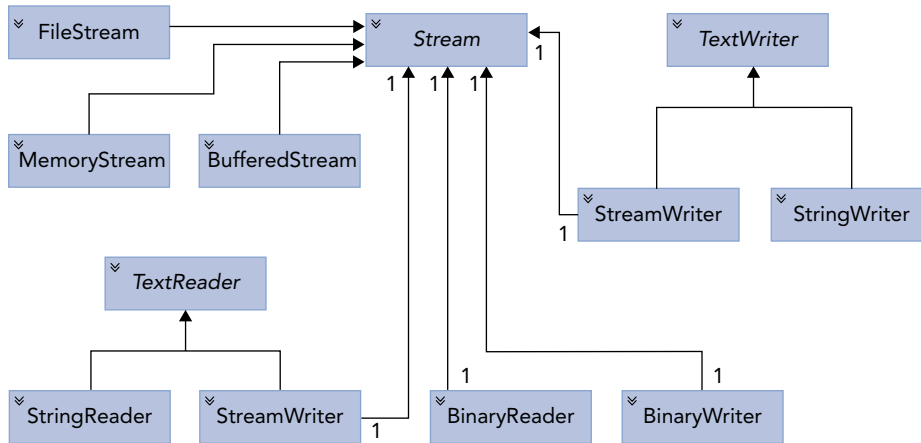 FileStream
Stream
TextWriter
1
1 1 1
MemoryStream
BufferedStream
StreamWriter
StringWriter
1
TextReader
1
1
StringReader
StreamWriter
BinaryReader
BinaryWriter
1